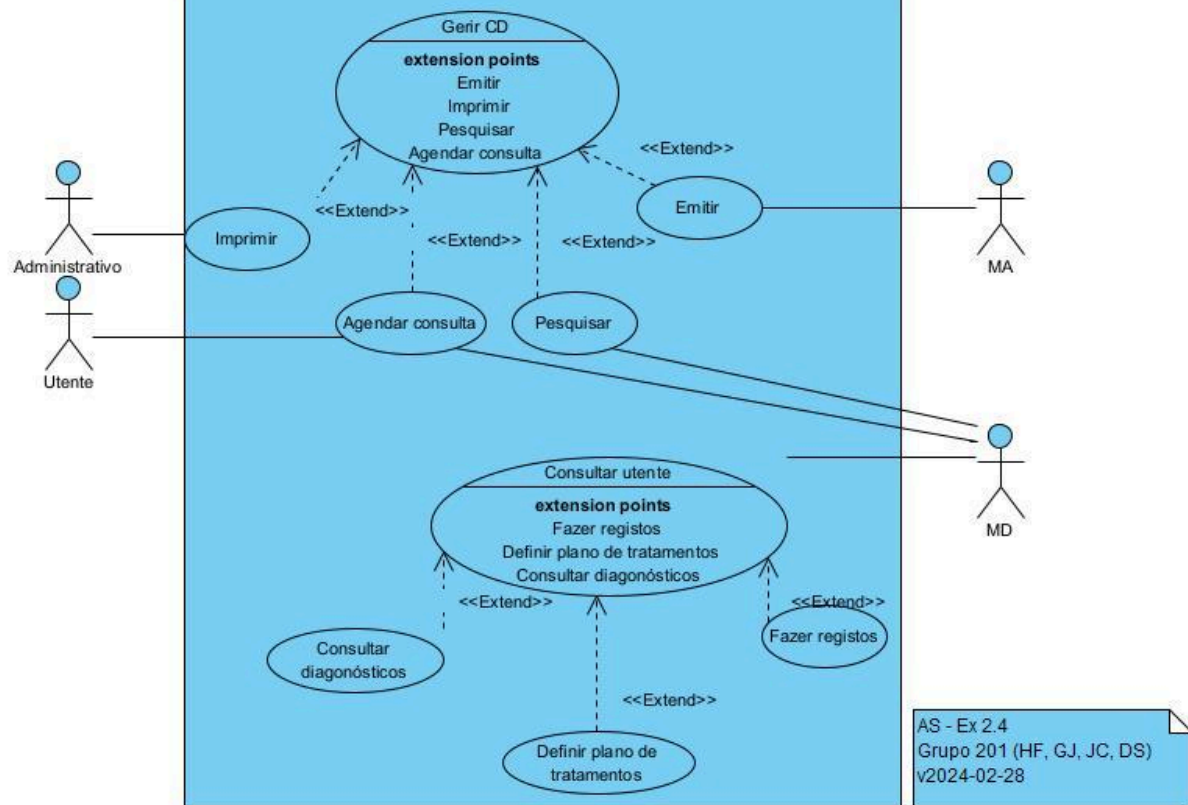 Gerir CD
extension points
Emitir
Imprimir
Pesquisar
Agendar consulta
<<Extend>>
Emitir
<<Extend>>
Imprimir
<<Extend>>
<<Extend>>
Administrativo
MA
Agendar consulta
Pesquisar
Utente
Consultar utente
extension points
Fazer registos
Definir plano de tratamentos
Consultar diagonósticos
MD
<<Extend>>
<<Extend>>
Fazer registos
Consultar
diagonósticos
<<Extend>>
Definir plano de
tratamentos
AS - Ex 2.4
Grupo 201 (HF, GJ, JC, DS)
v2024-02-28